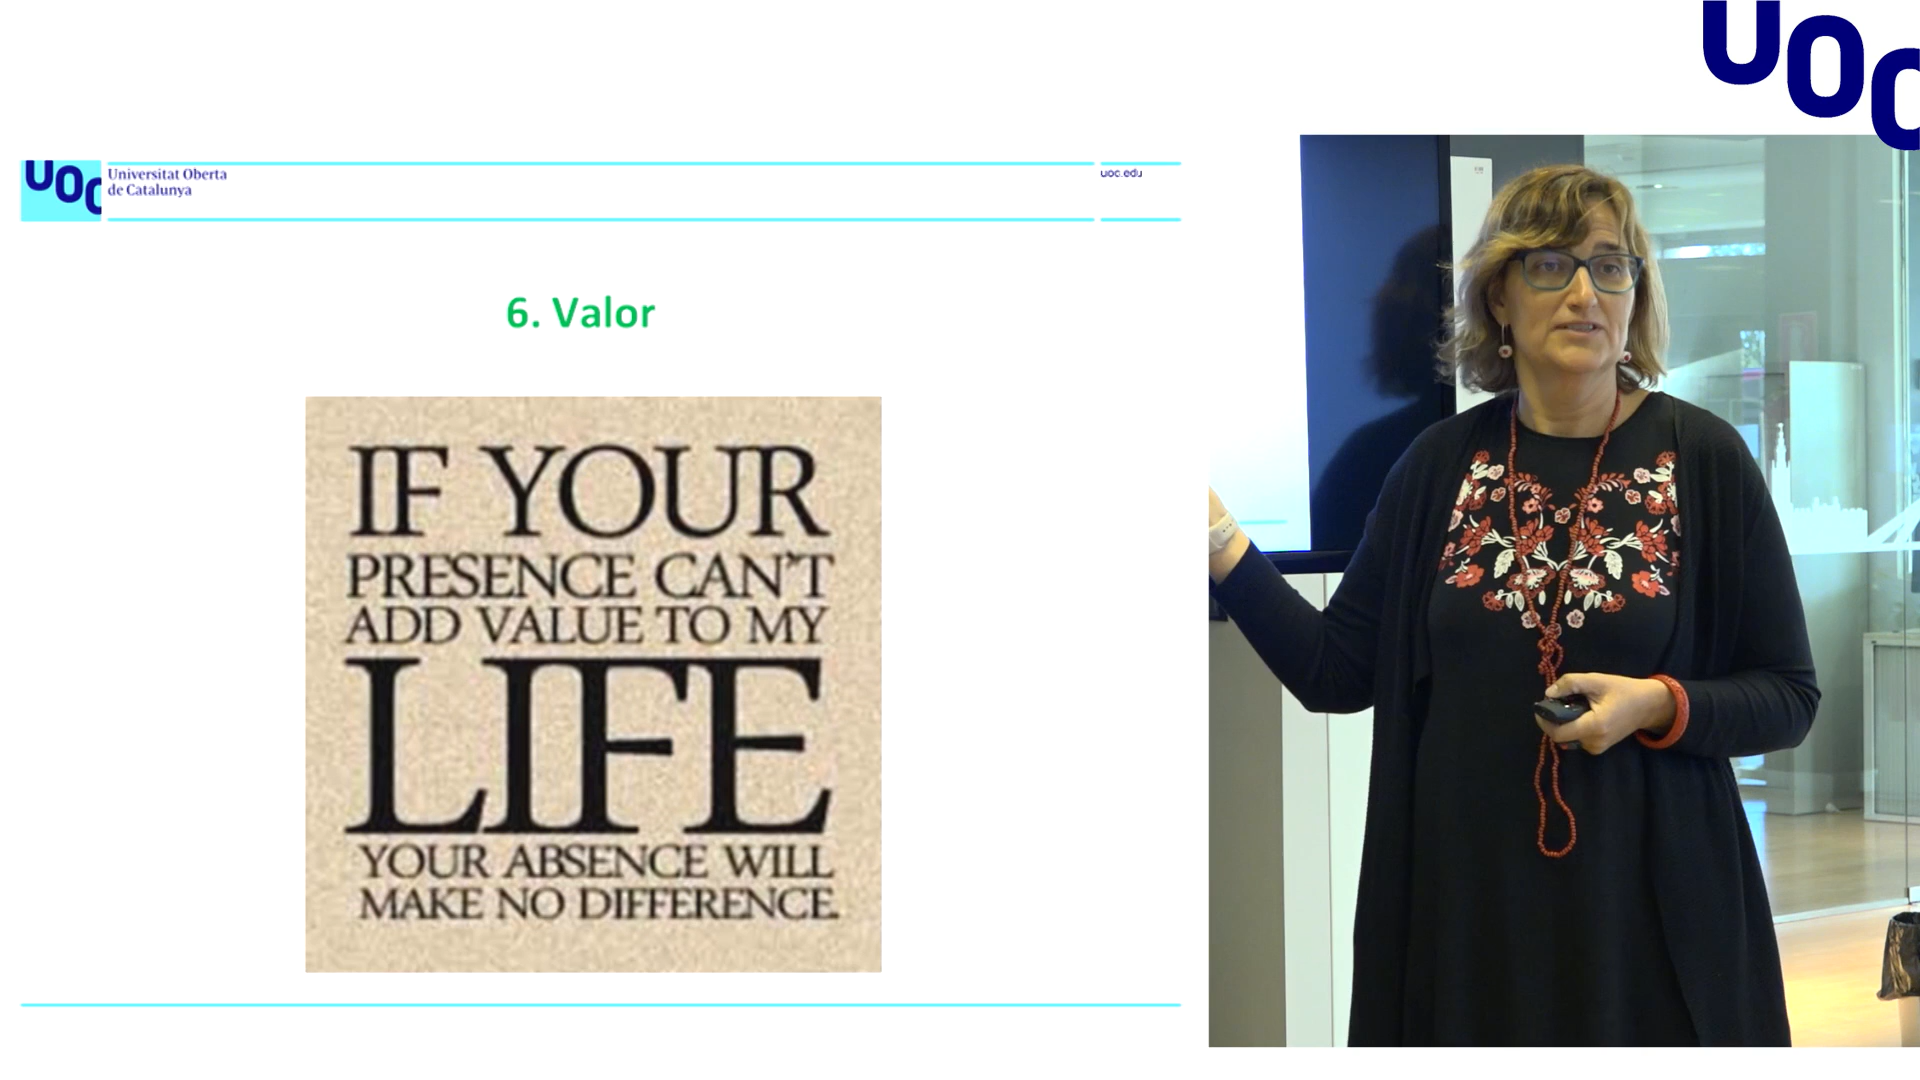 UOC
UOC
Universitat Oberta
de Catalunya
uoc.edu
6. Valor
IF YOUR
PRESENCE CAN'T
ADD VALUE TO MY
LIFE
YOUR ABSENCE WILL
MAKE NO DIFFERENCE.